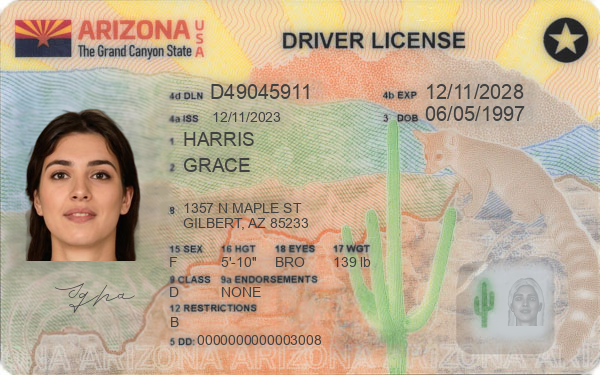 ARIZONA USA
The Grand Canyon State
DRIVER LICENSE
4d DLN D49045911 4b EXP 12/11/2028
4a ISS 12/11/2023 3 DOB 06/05/1997
1 HARRIS
2 GRACE
8 1357 N MAPLE ST
GILBERT, AZ 85233
15 SEX 16 HGT 18 EYES 17 WGT
F 5'-10" BRO 139 lb
9 CLASS 9a ENDORSEMENTS
D NONE
12 RESTRICTIONS
B
5 DD: 0000000000003008
ARIZONA ARIZONA ARIZONA ARIZONA